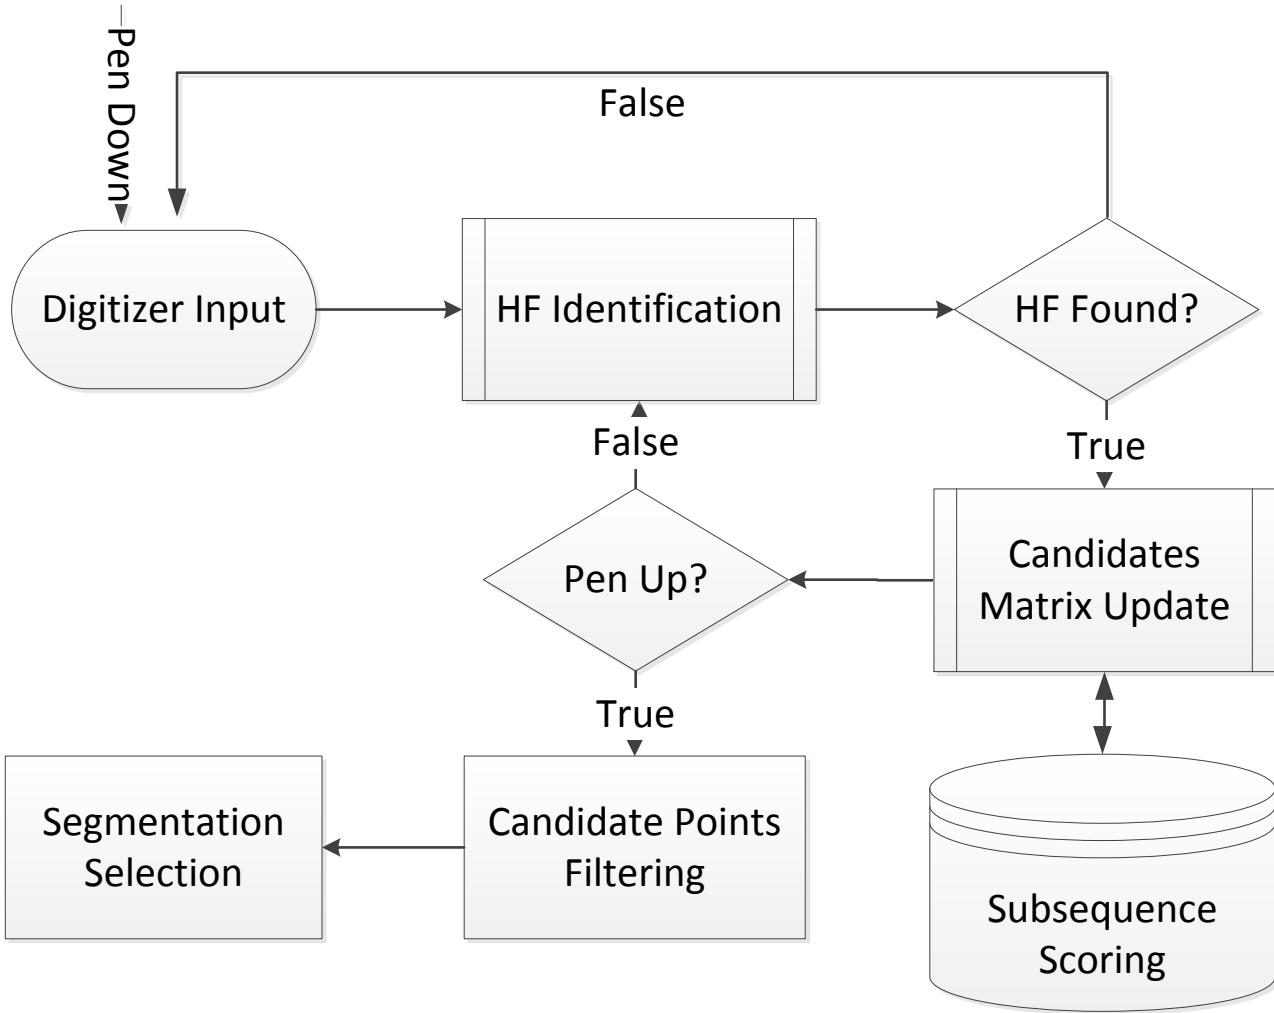 Pen Down
False
Digitizer Input
HF Identification
HF Found?
False
True
Pen Up?
Candidates
Matrix Update
True
Segmentation
Selection
Candidate Points
Filtering
Subsequence
Scoring